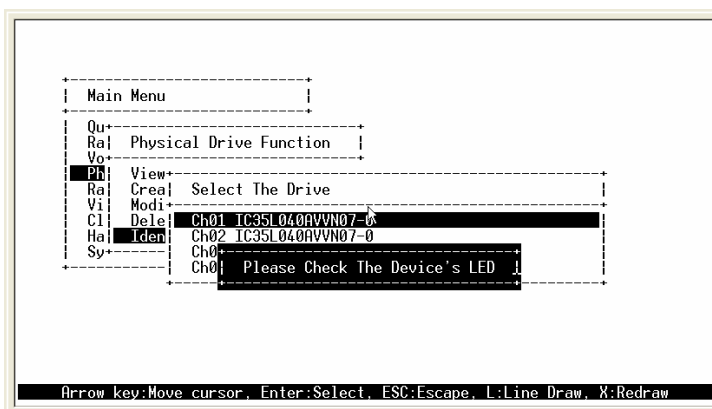 Main Menu
Qu
Ra Physical Drive Function
Vo
Ph View
Ra Crea Select The Drive
Vi Modi
Cl Dele Ch01 IC35L040AVVN07-0
Ha Iden Ch02 IC35L040AVVN07-0
Sy Ch0
Ch0 Please Check The Device's LED
Arrow key:Move cursor, Enter:Select, ESC:Escape, L:Line Draw, X:Redraw